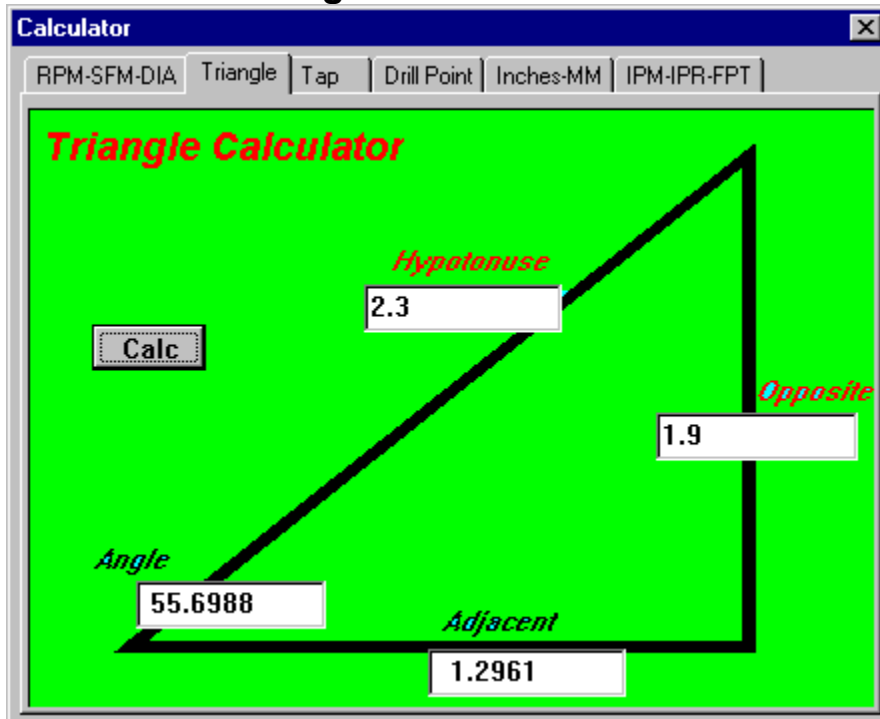 Calculator
RPM-SFM-DIA Triangle Tap Drill Point Inches-MM IPM-IPR-FPT
Triangle Calculator
Hypotonuse
2.3
Calc
Opposite
1.9
Angle
55.6988
Adjacent
1.2961